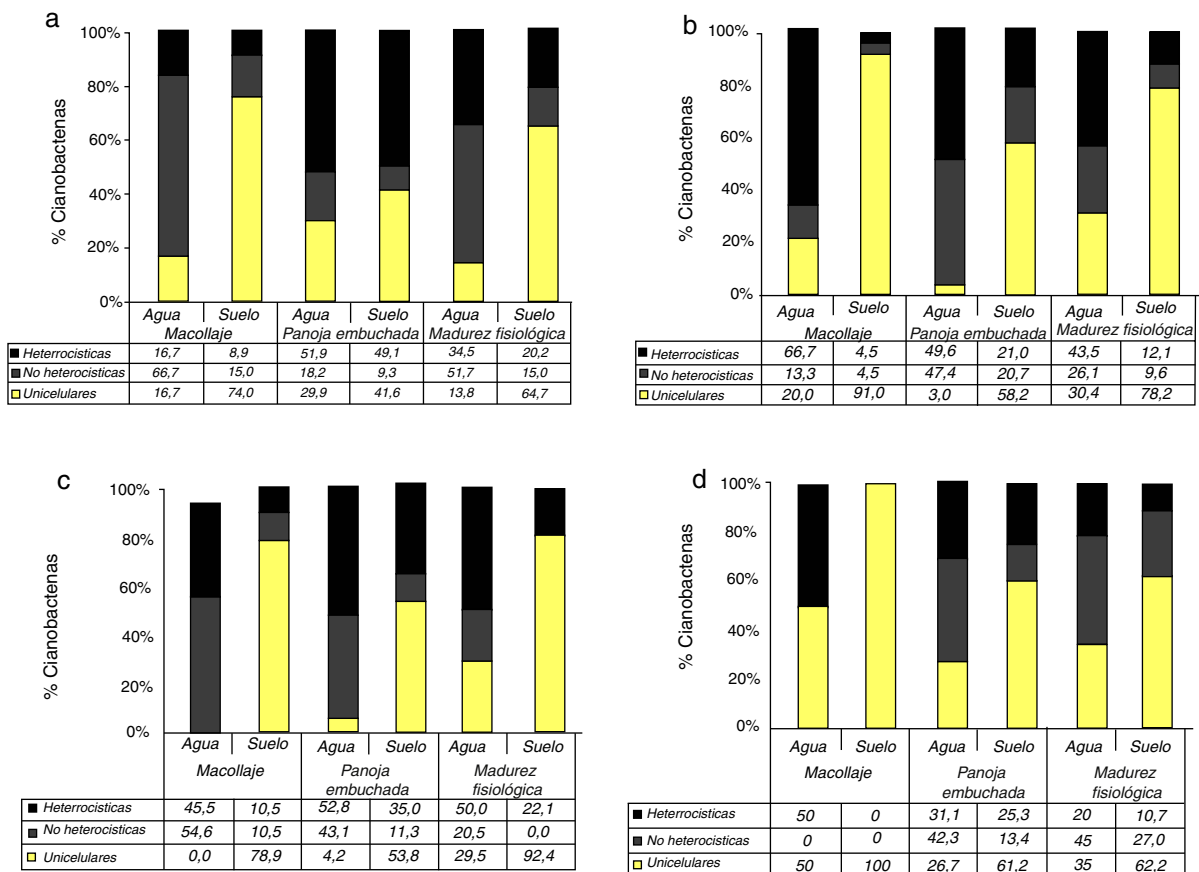 a
% Cianobactenas
100%
80%
60%
40%
20%
0%
Agua Suelo Agua Suelo Agua Suelo
Macollaje Panoja embuchada Madurez fisiológica
Heterrocisticas 16,7 8,9 51,9 49,1 34,5 20,2
No heterocisticas 66,7 15,0 18,2 9,3 51,7 15,0
Unicelulares 16,7 74,0 29,9 41,6 13,8 64,7
b
% Cianobactenas
100%
80%
60%
40%
20%
0%
Agua Suelo Agua Suelo Agua Suelo
Macollaje Panoja embuchada Madurez fisiológica
Heterrocisticas 66,7 4,5 49,6 21,0 43,5 12,1
No heterocisticas 13,3 4,5 47,4 20,7 26,1 9,6
Unicelulares 20,0 91,0 3,0 58,2 30,4 78,2
c
% Cianobactenas
100%
80%
60%
40%
20%
0%
Agua Suelo Agua Suelo Agua Suelo
Macollaje Panoja Madurez
embuchada fisiológica
Heterrocisticas 45,5 10,5 52,8 35,0 50,0 22,1
No heterocisticas 54,6 10,5 43,1 11,3 20,5 0,0
Unicelulares 0,0 78,9 4,2 53,8 29,5 92,4
d
% Cianobactenas
100%
80%
60%
40%
20%
0%
Agua Suelo Agua Suelo Agua Suelo
Macollaje Panoja Madurez
embuchada fisiológica
Heterrocisticas 50 0 31,1 25,3 20 10,7
No heterocisticas 0 0 42,3 13,4 45 27,0
Unicelulares 50 100 26,7 61,2 35 62,2